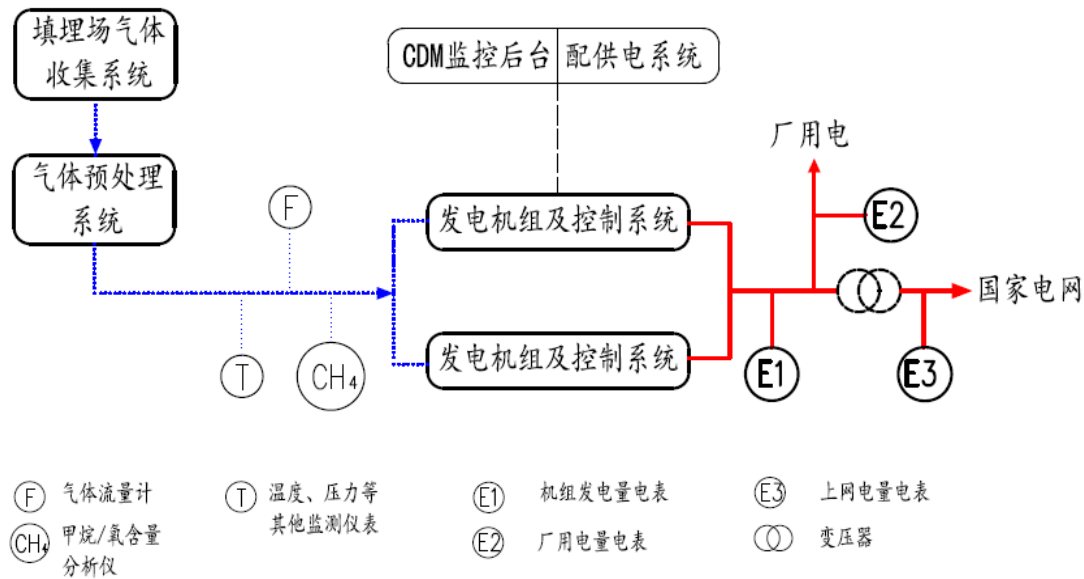 填埋场气体
收集系统
CDM监控后台 配供电系统
厂用电
气体预处理
系统
F
发电机组及控制系统
E2
国家电网
发电机组及控制系统
T
CH₄
E1
E3
F 气体流量计
T 温度、压力等
其他监测仪表
E1 机组发电量电表
E3 上网电量电表
CH₄ 甲烷/氧含量
分析仪
E2 厂用电量电表
变压器